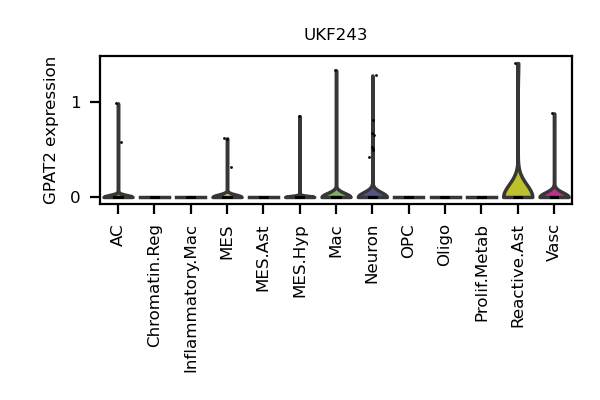 UKF243
GPAT2 expression
1
0
AC
Chromatin.Reg
Inflammatory.Mac
MES
MES.Ast
MES.Hyp
Mac
Neuron
OPC
Oligo
Prolif.Metab
Reactive.Ast
Vasc